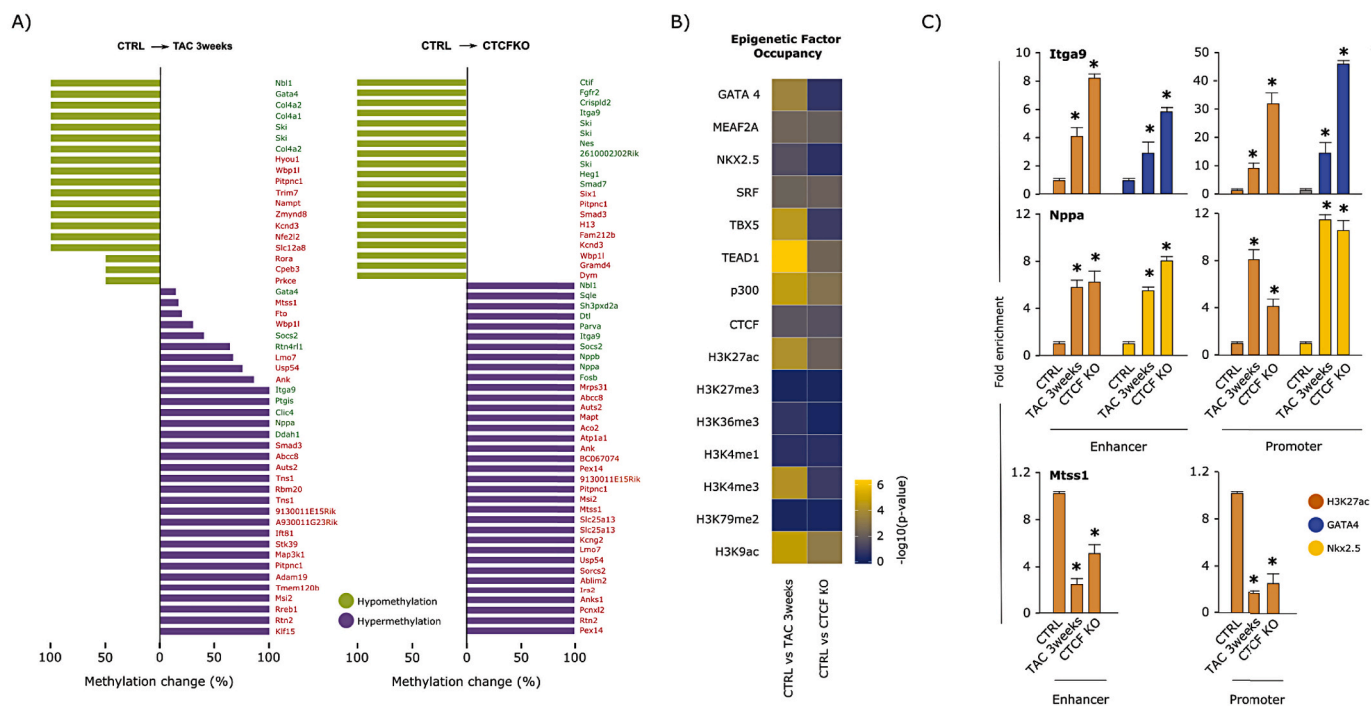 A)
CTRL → TAC 3weeks
Nbl1
Gata4
Col4a2
Col4a1
Ski
Ski
Col4a2
Hyou1
Wbp1l
Pitpnc1
Trim7
Nampt
Zmynd8
Kcnd3
Nfe2l2
Slc12a8
Rora
Cpeb3
Prkce
Gata4
Mtss1
Fto
Wbp1l
Socs2
Rtn4rl1
Lmo7
Usp54
Ank
Itga9
Ptgis
Clic4
Nppa
Ddah1
Smad3
Abcc8
Auts2
Tns1
Rbm20
Tns1
9130011E15Rik
A930011G23Rik
Ift81
Stk39
Map3k1
Pitpnc1
Adam19
Tmem120b
Msi2
Rreb1
Rtn2
Klf15
100 50 0 50 100
Methylation change (%)
Hypomethylation
Hypermethylation
CTRL → CTCFKO
Ctif
Fgfr2
Crispld2
Itga9
Ski
Ski
Nes
2610002J02Rik
Ski
Heg1
Smad7
Six1
Pitpnc1
Smad3
H13
Fam212b
Kcnd3
Wbp1l
Gramd4
Dym
Nbl1
Sqle
Sh3pxd2a
Dtl
Parva
Itga9
Socs2
Nppb
Nppa
Fosb
Mrps31
Abcc8
Auts2
Mapt
Aco2
Atp1a1
Ank
BC067074
Pex14
9130011E15Rik
Pitpnc1
Msi2
Mtss1
Slc25a13
Slc25a13
Kcng2
Lmo7
Usp54
Sorcs2
Ablim2
Irs2
Anks1
Pcnxl2
Rtn2
Pex14
100 50 0 50 100
Methylation change (%)
B)
Epigenetic Factor
Occupancy
GATA 4
MEAF2A
NKX2.5
SRF
TBX5
TEAD1
p300
CTCF
H3K27ac
H3K27me3
H3K36me3
H3K4me1
H3K4me3
H3K79me2
H3K9ac
CTRL vs TAC 3weeks
CTRL vs CTCF KO
6
4
2
0
-log10(p-value)
C)
Fold enrichment
Itga9
10
8
6
4
2
0
* * * *
50
40
30
20
10
0
* * * *
Nppa
12
8
4
0
* * * *
CTRL
TAC 3weeks
CTCF KO
CTRL
TAC 3weeks
CTCF KO
Enhancer
12
8
4
0
* * * *
CTRL
TAC 3weeks
CTCF KO
CTRL
TAC 3weeks
CTCF KO
Promoter
Mtss1
1.2
8
4
0
* *
CTRL
TAC 3weeks
CTCF KO
Enhancer
1.2
8
4
0
* *
CTRL
TAC 3weeks
CTCF KO
Promoter
H3K27ac
GATA4
Nkx2.5